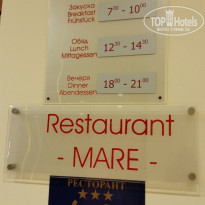 TOP HOTELS
Закуска
Breakfast
Frühstück
7³⁰ - 10⁰⁰
Обяд
Lunch
Mittagessen
12³⁰ - 14³⁰
Вечеря
Dinner
Abendessen
18⁰⁰ - 21⁰⁰
Restaurant
- MARE -
РЕСТОРАНТ